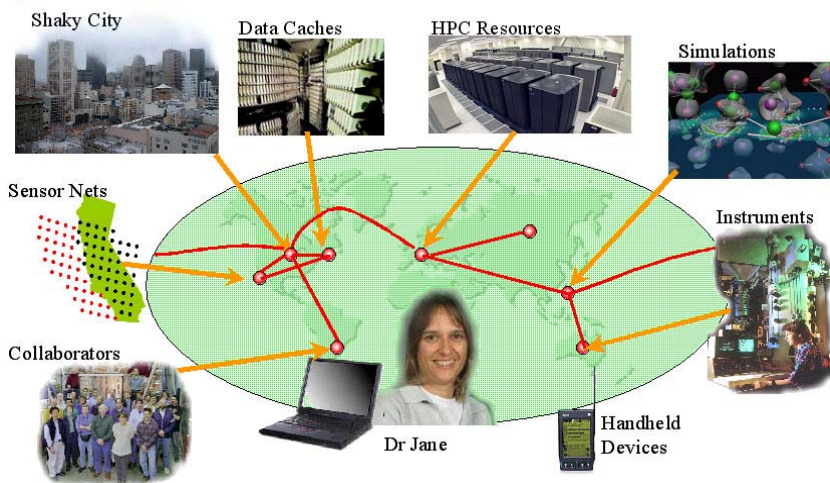 Shaky City
Data Caches
HPC Resources
Simulations
Sensor Nets
Instruments
Collaborators
Dr Jane
Handheld
Devices